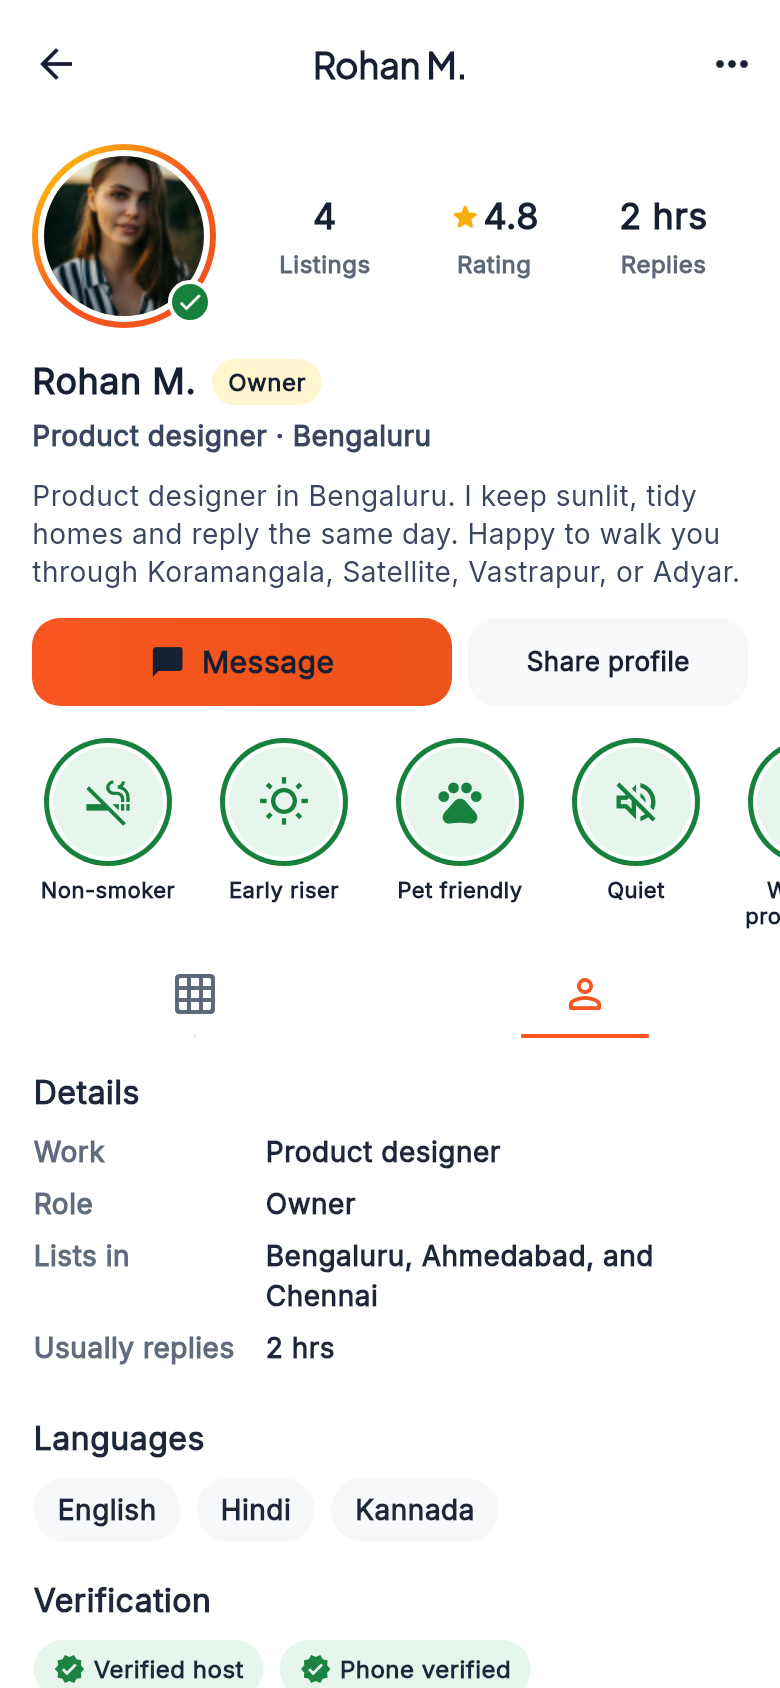 Rohan M.
4
Listings
4.8
Rating
2 hrs
Replies
Rohan M.
Owner
Product designer · Bengaluru
Product designer in Bengaluru. I keep sunlit, tidy
homes and reply the same day. Happy to walk you
through Koramangala, Satellite, Vastrapur, or Adyar.
Message
Share profile
Non-smoker
Early riser
Pet friendly
Quiet
Details
Work
Product designer
Role
Owner
Lists in
Bengaluru, Ahmedabad, and
Chennai
Usually replies
2 hrs
Languages
English
Hindi
Kannada
Verification
Verified host
Phone verified